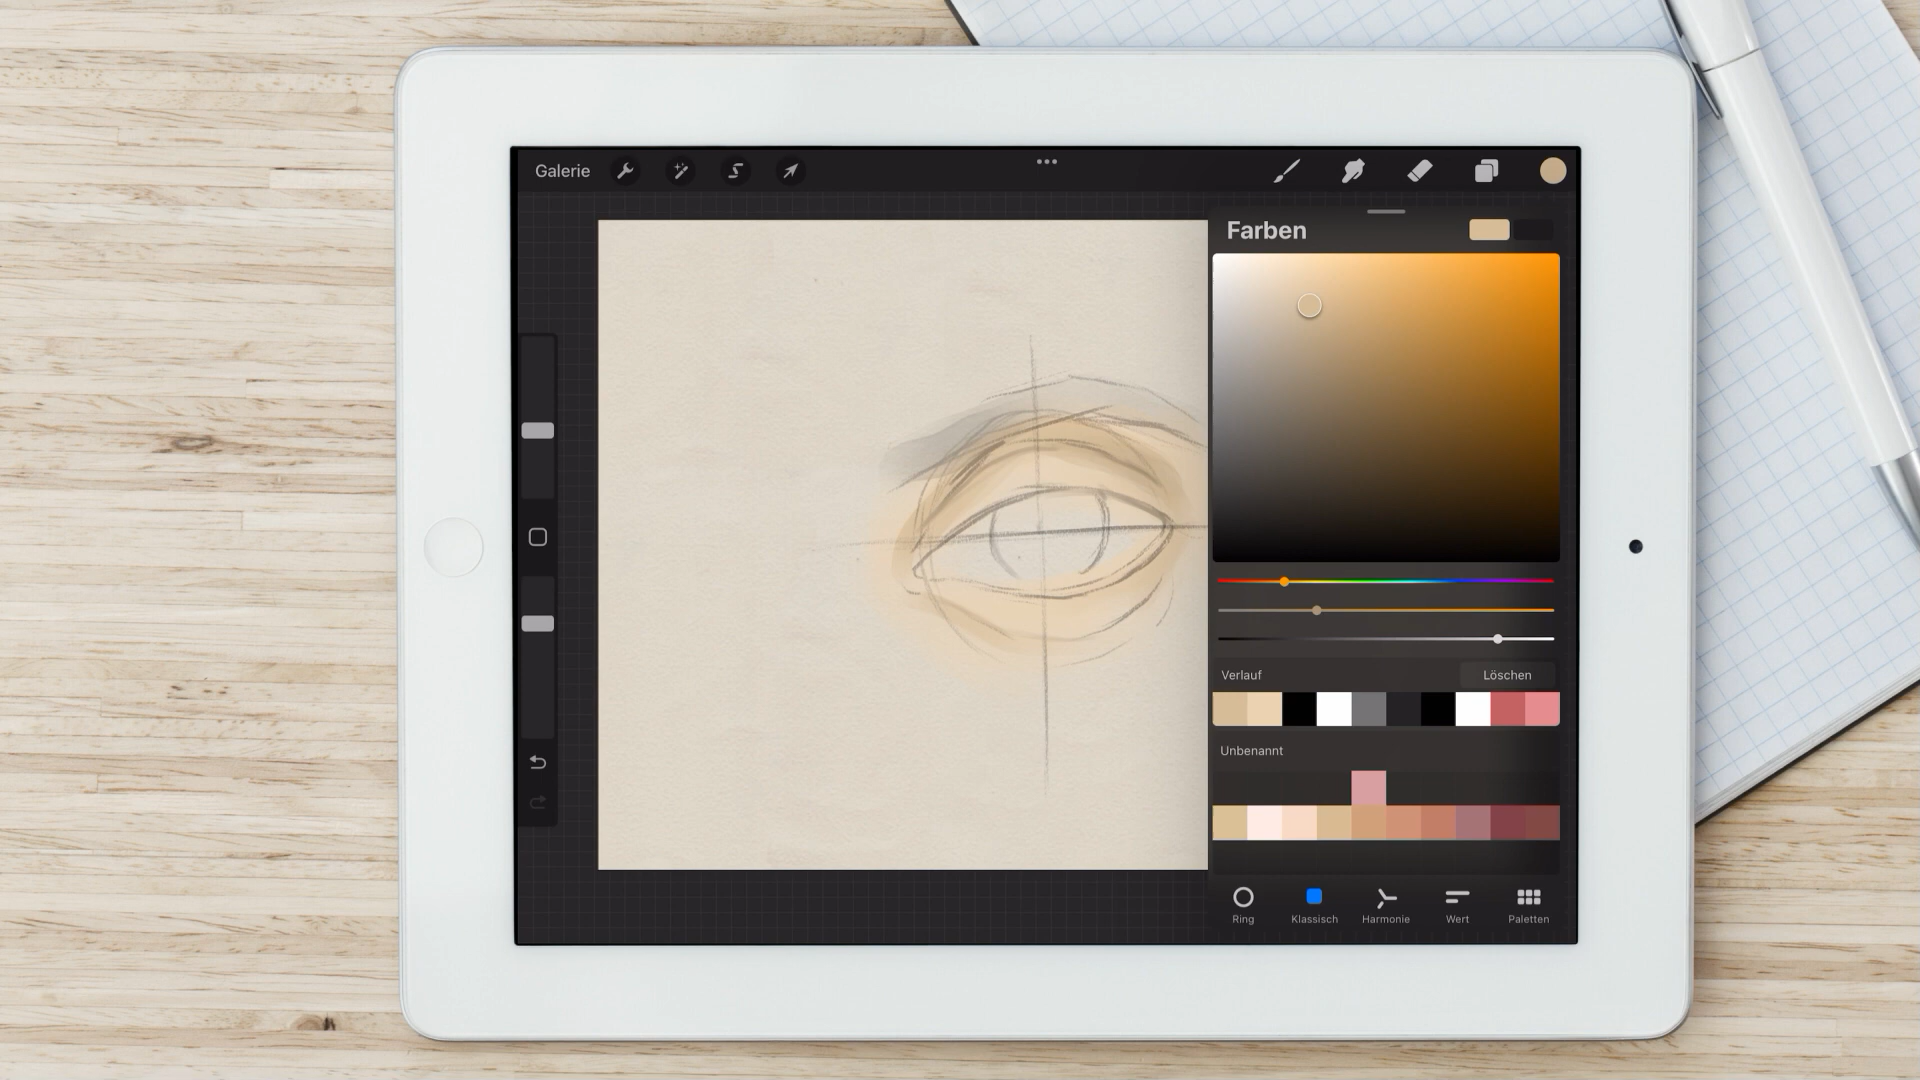 Galerie
Farben
Verlauf
Löschen
Unbenannt
Ring
Klassisch
Harmonie
Wert
Paletten